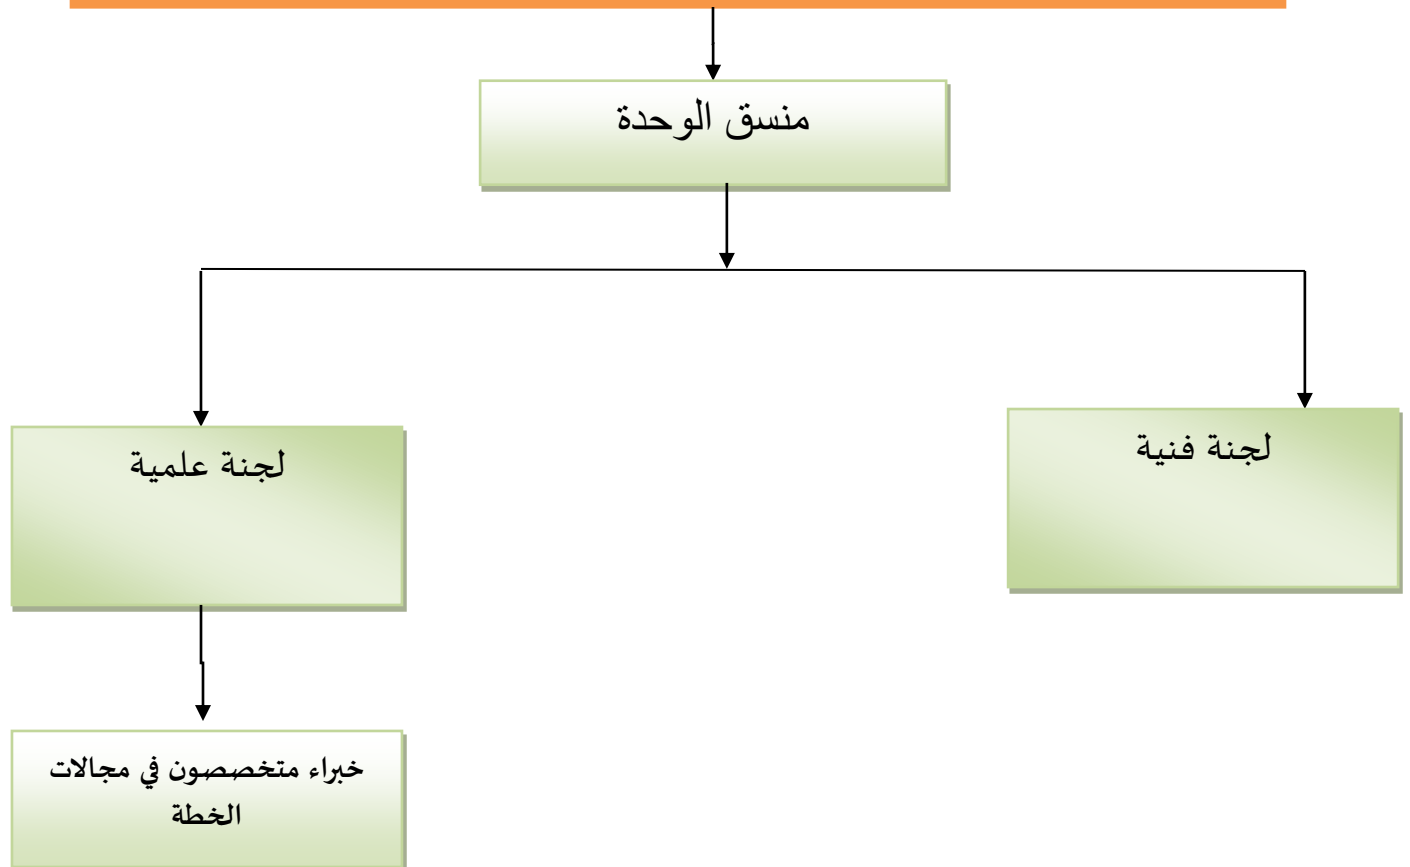 منسق الوحدة
لجنة فنية
لجنة علمية
خبراء متخصصون في مجالات
الخطة